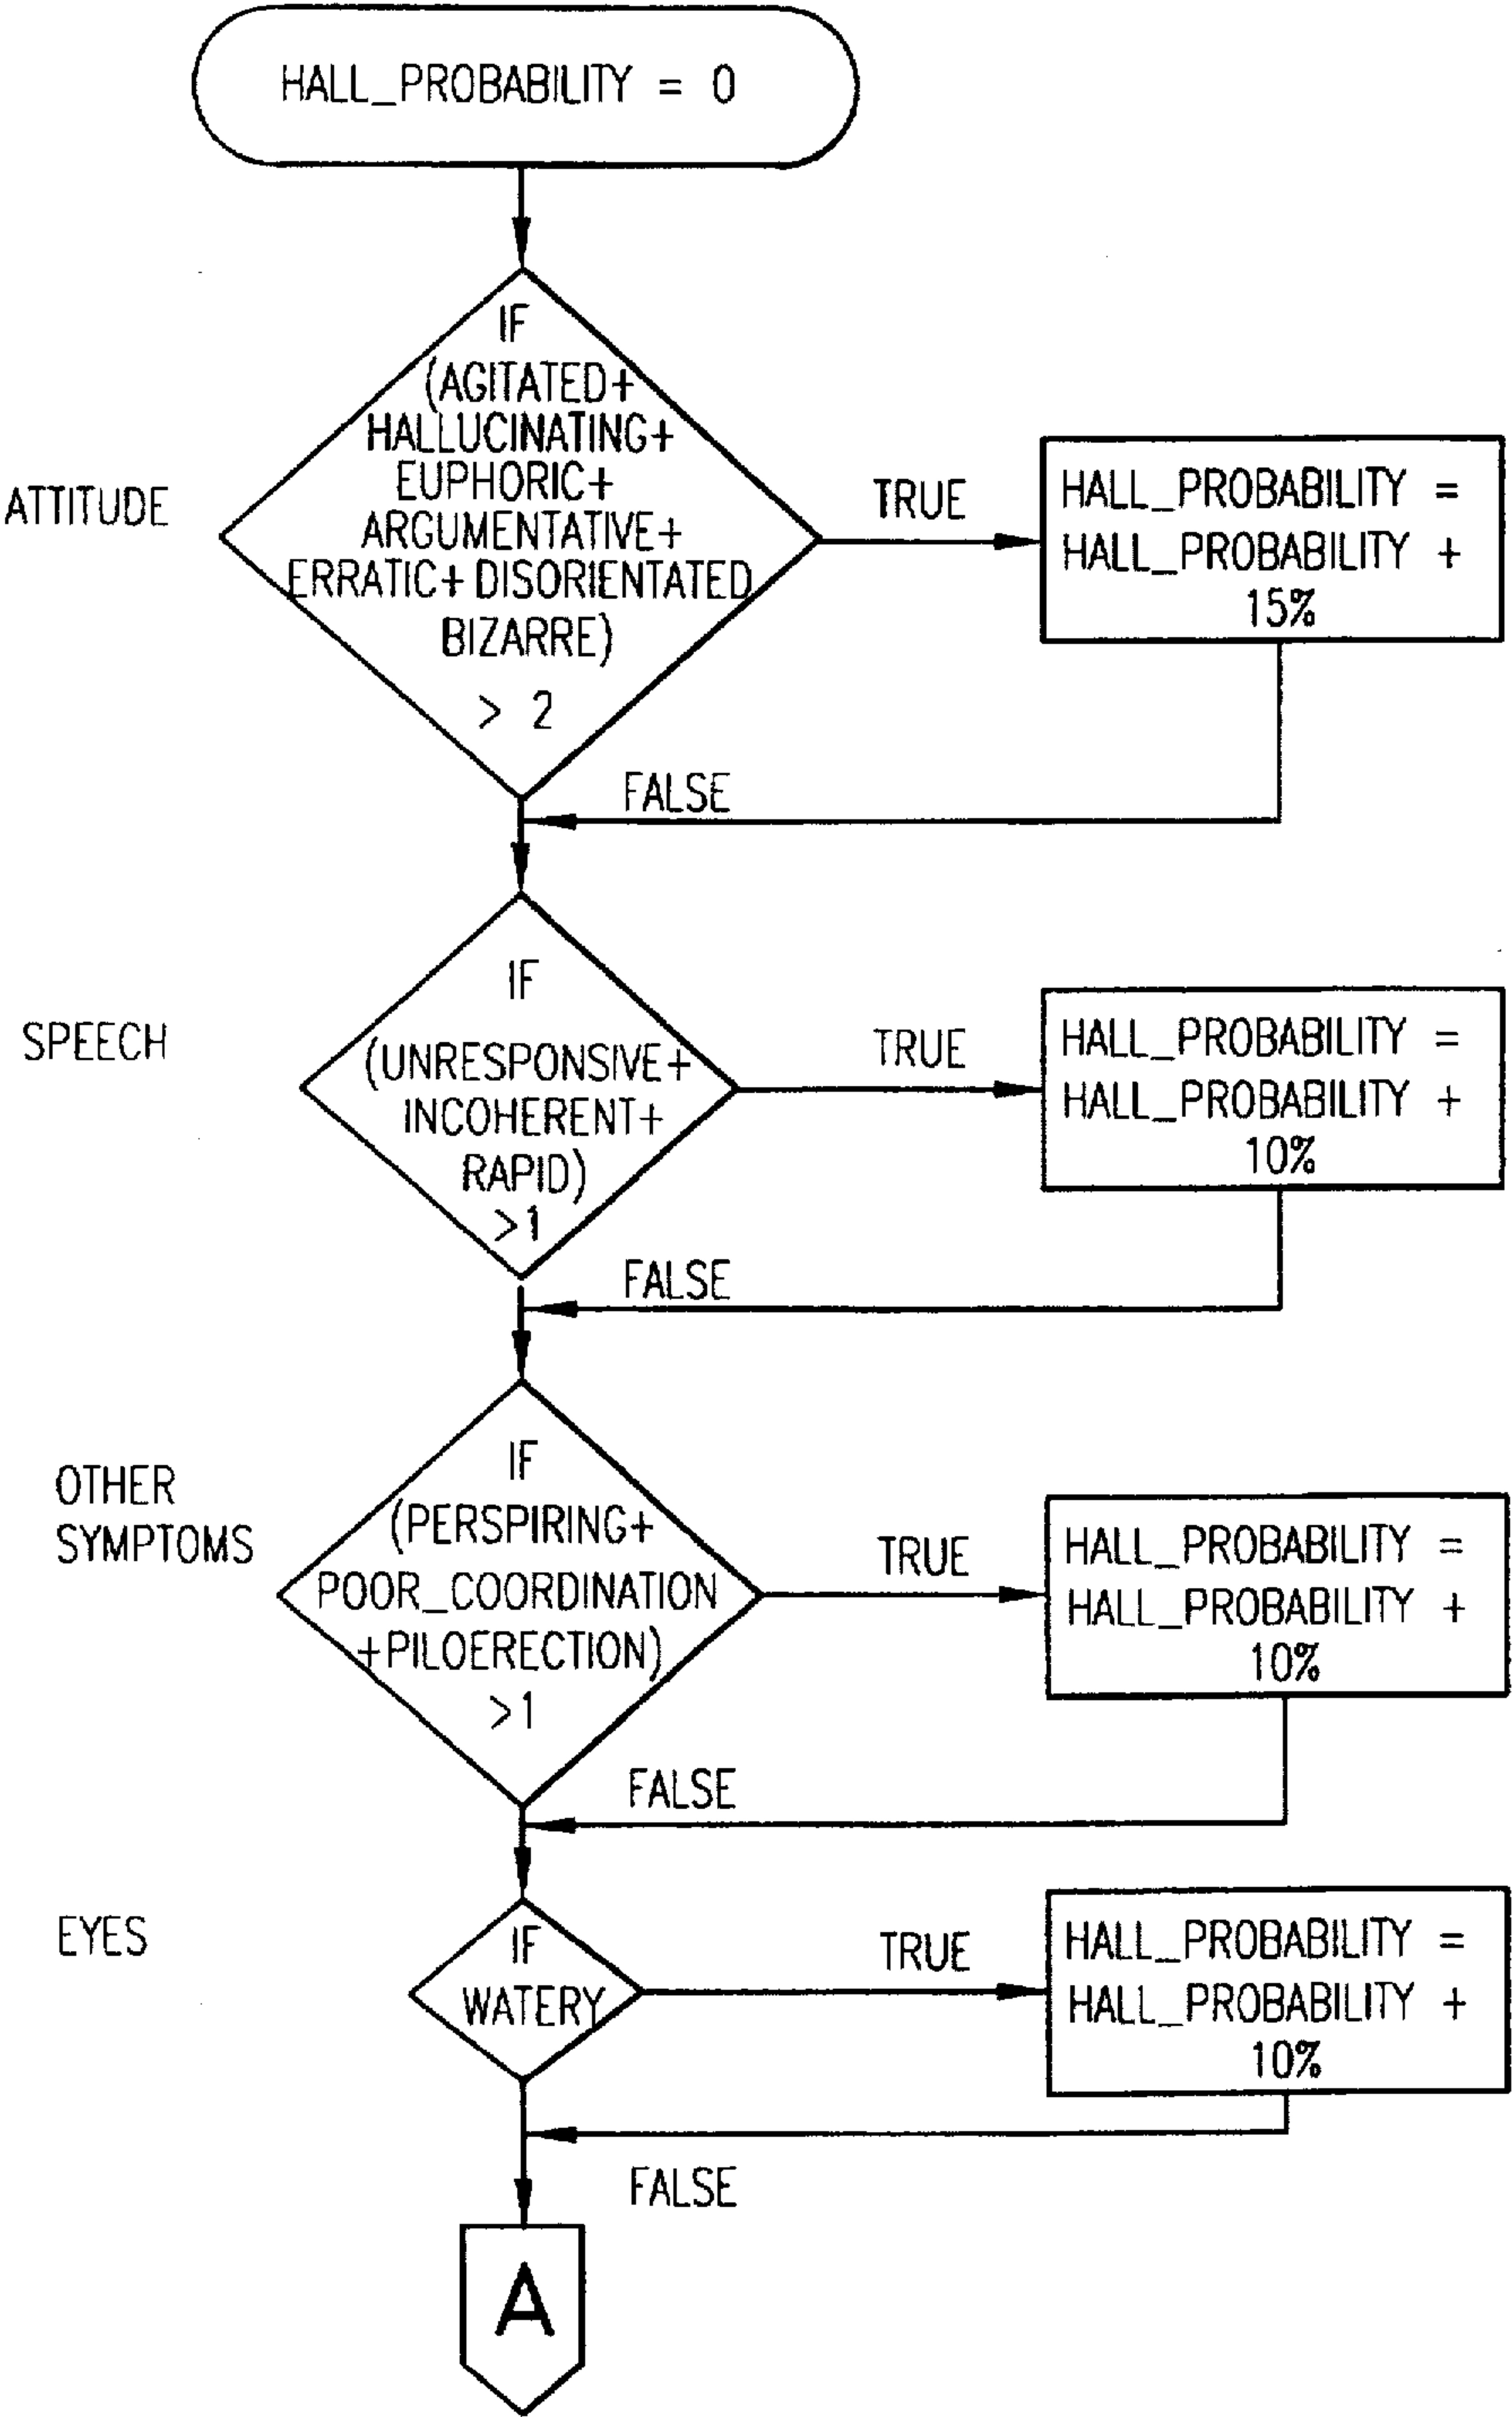 HALL_PROBABILITY = 0
IF
(AGITATED+
HALLUCINATING+
EUPHORIC+
ARGUMENTATIVE+
ERRATIC+ DISORIENTATED
BIZARRE)
> 2
ATTITUDE
TRUE
HALL_PROBABILITY =
HALL_PROBABILITY +
15%
FALSE
IF
(UNRESPONSIVE+
INCOHERENT+
RAPID)
>1
SPEECH
TRUE
HALL_PROBABILITY =
HALL_PROBABILITY +
10%
FALSE
IF
(PERSPIRING+
POOR_COORDINATION
+PILOERECTION)
>1
OTHER
SYMPTOMS
TRUE
HALL_PROBABILITY =
HALL_PROBABILITY +
10%
FALSE
EYES
IF
WATERY
TRUE
HALL_PROBABILITY =
HALL_PROBABILITY +
10%
FALSE
A